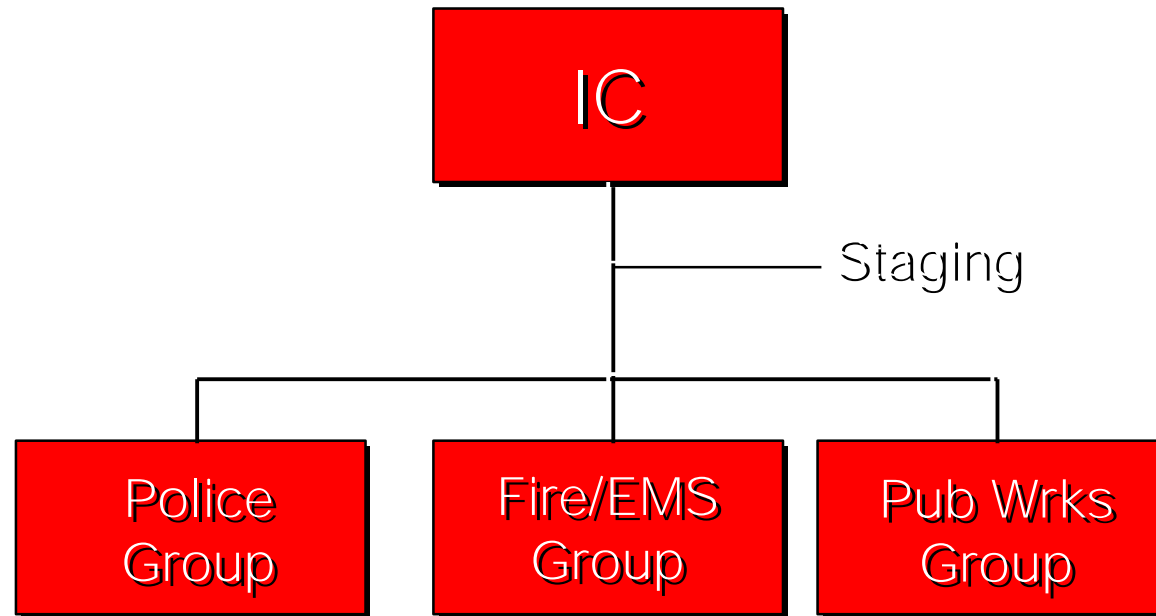 IC
Staging
Police
Group
Fire/EMS
Group
Pub Wrks
Group